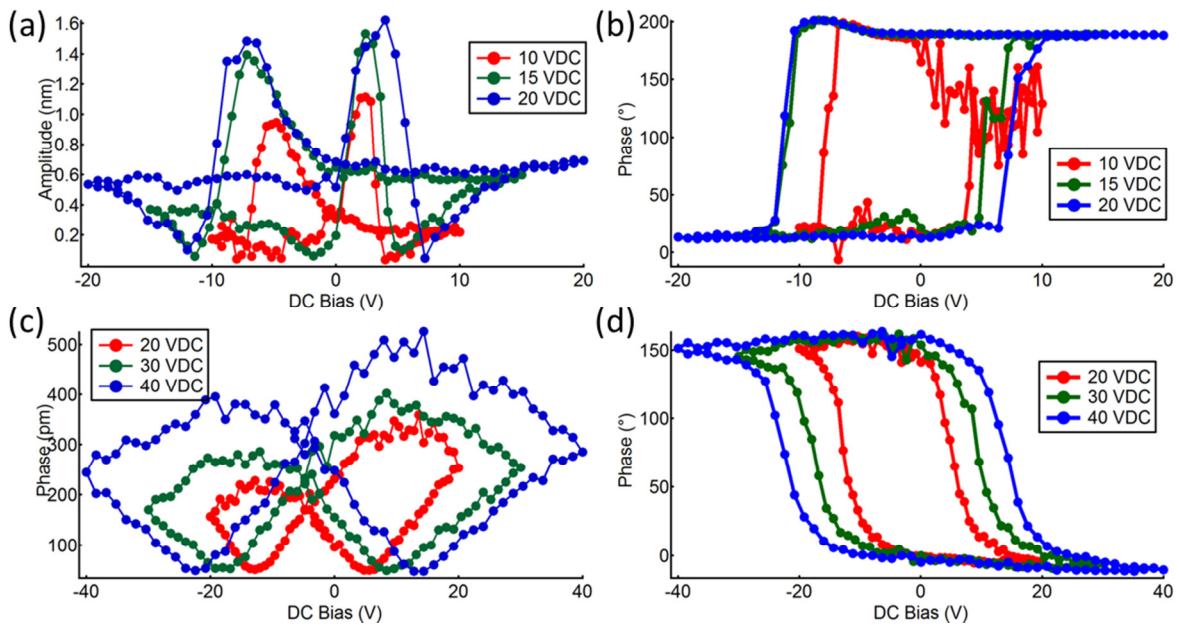 (a)
1.6
1.4
1.2
1.0
0.8
0.6
0.4
0.2
Amplitude (nm)
10 VDC
15 VDC
20 VDC
-20
-10
0
10
20
DC Bias (V)
(b)
200
150
100
50
0
Phase (°)
10 VDC
15 VDC
20 VDC
-20
-10
0
10
20
DC Bias (V)
(c)
500
400
300
200
100
Phase (pm)
20 VDC
30 VDC
40 VDC
-40
-20
0
20
40
DC Bias (V)
(d)
150
100
50
0
Phase (°)
20 VDC
30 VDC
40 VDC
-40
-20
0
20
40
DC Bias (V)